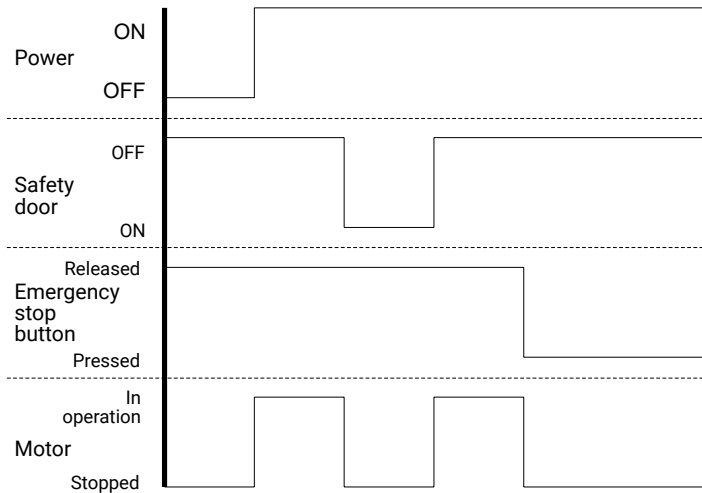 ON
Power
OFF
OFF
Safety
door
ON
Released
Emergency
stop
button
Pressed
In
operation
Motor
Stopped